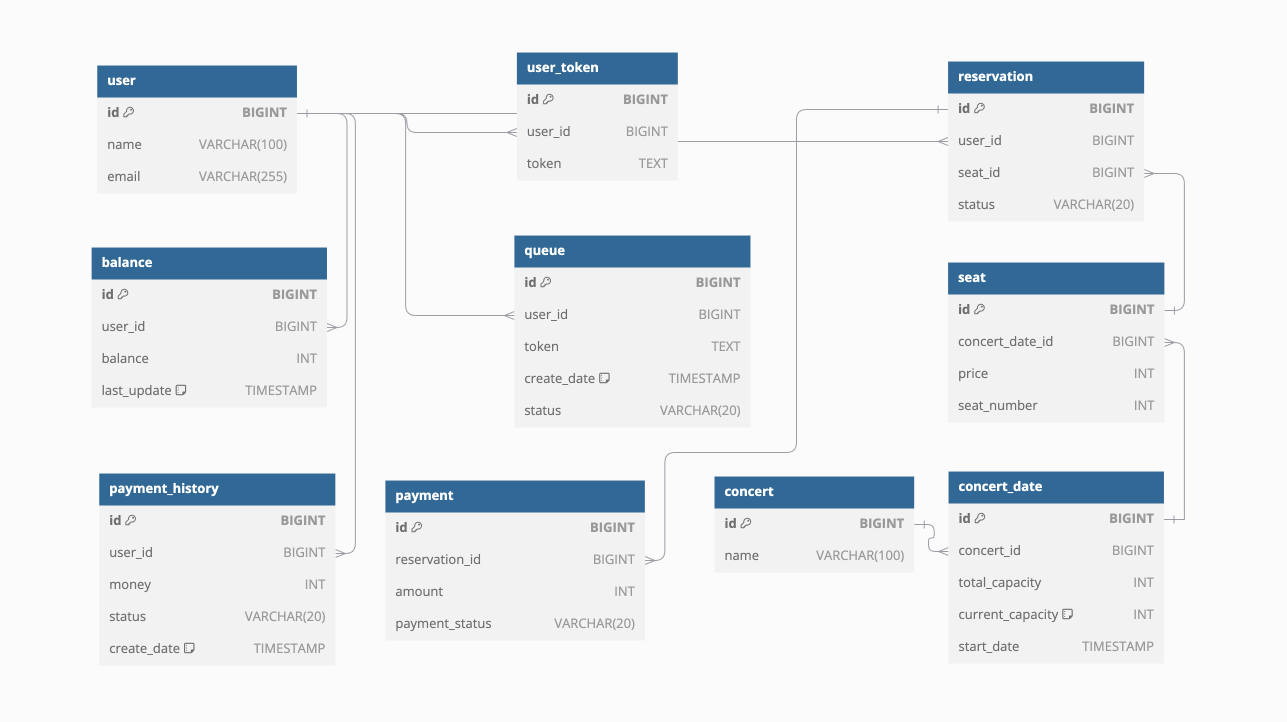 user
id BIGINT
name VARCHAR(100)
email VARCHAR(255)
user_token
id BIGINT
user_id BIGINT
token TEXT
reservation
id BIGINT
user_id BIGINT
seat_id BIGINT
status VARCHAR(20)
balance
id BIGINT
user_id BIGINT
balance INT
last_update TIMESTAMP
queue
id BIGINT
user_id BIGINT
token TEXT
create_date TIMESTAMP
status VARCHAR(20)
seat
id BIGINT
concert_date_id BIGINT
price INT
seat_number INT
payment_history
id BIGINT
user_id BIGINT
money INT
status VARCHAR(20)
create_date TIMESTAMP
payment
id BIGINT
reservation_id BIGINT
amount INT
payment_status VARCHAR(20)
concert
id BIGINT
name VARCHAR(100)
concert_date
id BIGINT
concert_id BIGINT
total_capacity INT
current_capacity INT
start_date TIMESTAMP